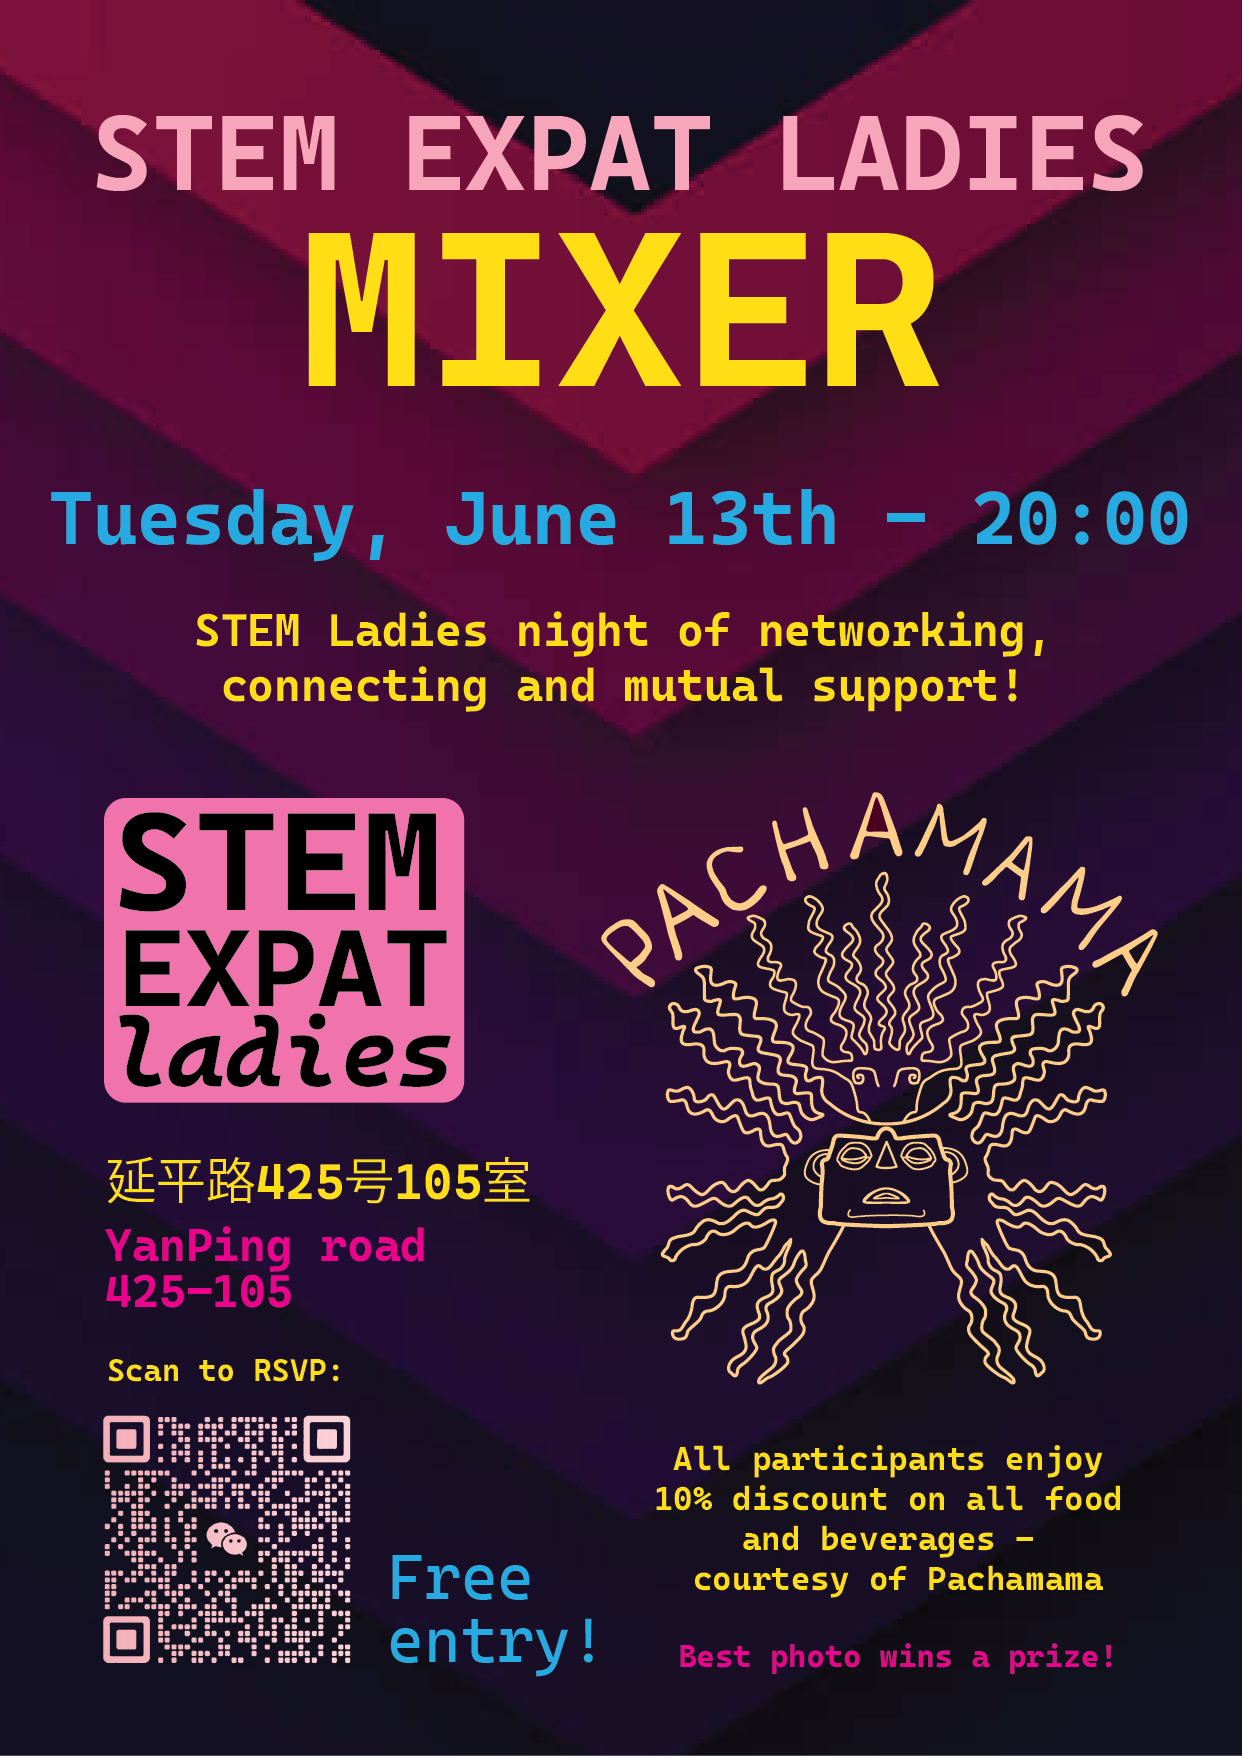 STEM EXPAT LADIES
MIXER
Tuesday, June 13th – 20:00
STEM Ladies night of networking,
connecting and mutual support!
STEM
EXPAT
ladies
PACHAMAMA
延平路425号105室
YanPing road
425–105
Scan to RSVP:
Free
entry!
All participants enjoy
10% discount on all food
and beverages –
courtesy of Pachamama
Best photo wins a prize!